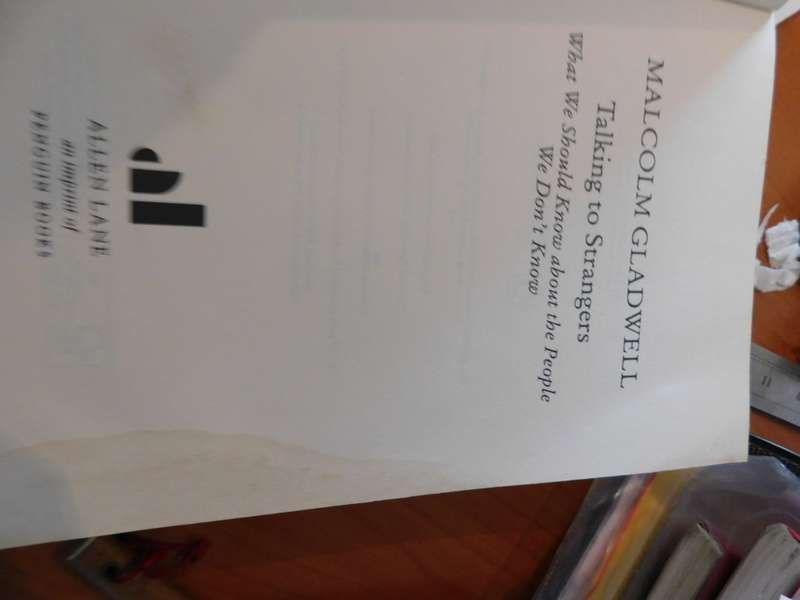 MALCOLM GLADWELL
Talking to Strangers
What We Should Know about the People
We Don't Know
ALLEN LANE
an imprint of
PENGUIN BOOKS